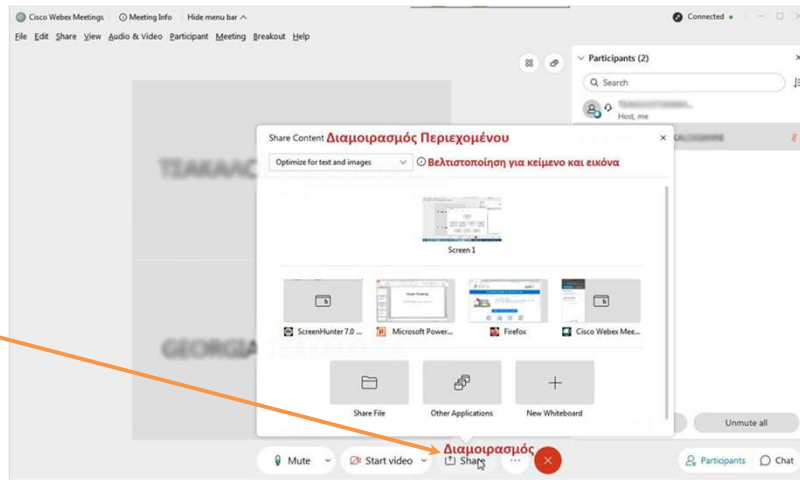 Cisco Webex Meetings Meeting Info Hide menu bar Connected
File Edit Share View Audio & Video Participant Meeting Breakout Help
Participants (2)
Search
Host, me
Share Content Διαμοιρασμός Περιεχομένου
Optimize for text and images Βελτιστοποίηση για κείμενο και εικόνα
Screen 1
ScreenHunter 7.0 ... Microsoft Power... Firefox Cisco Webex Mee...
Share File Other Applications New Whiteboard
Unmute all
Διαμοιρασμός
Mute Start video Share Participants Chat